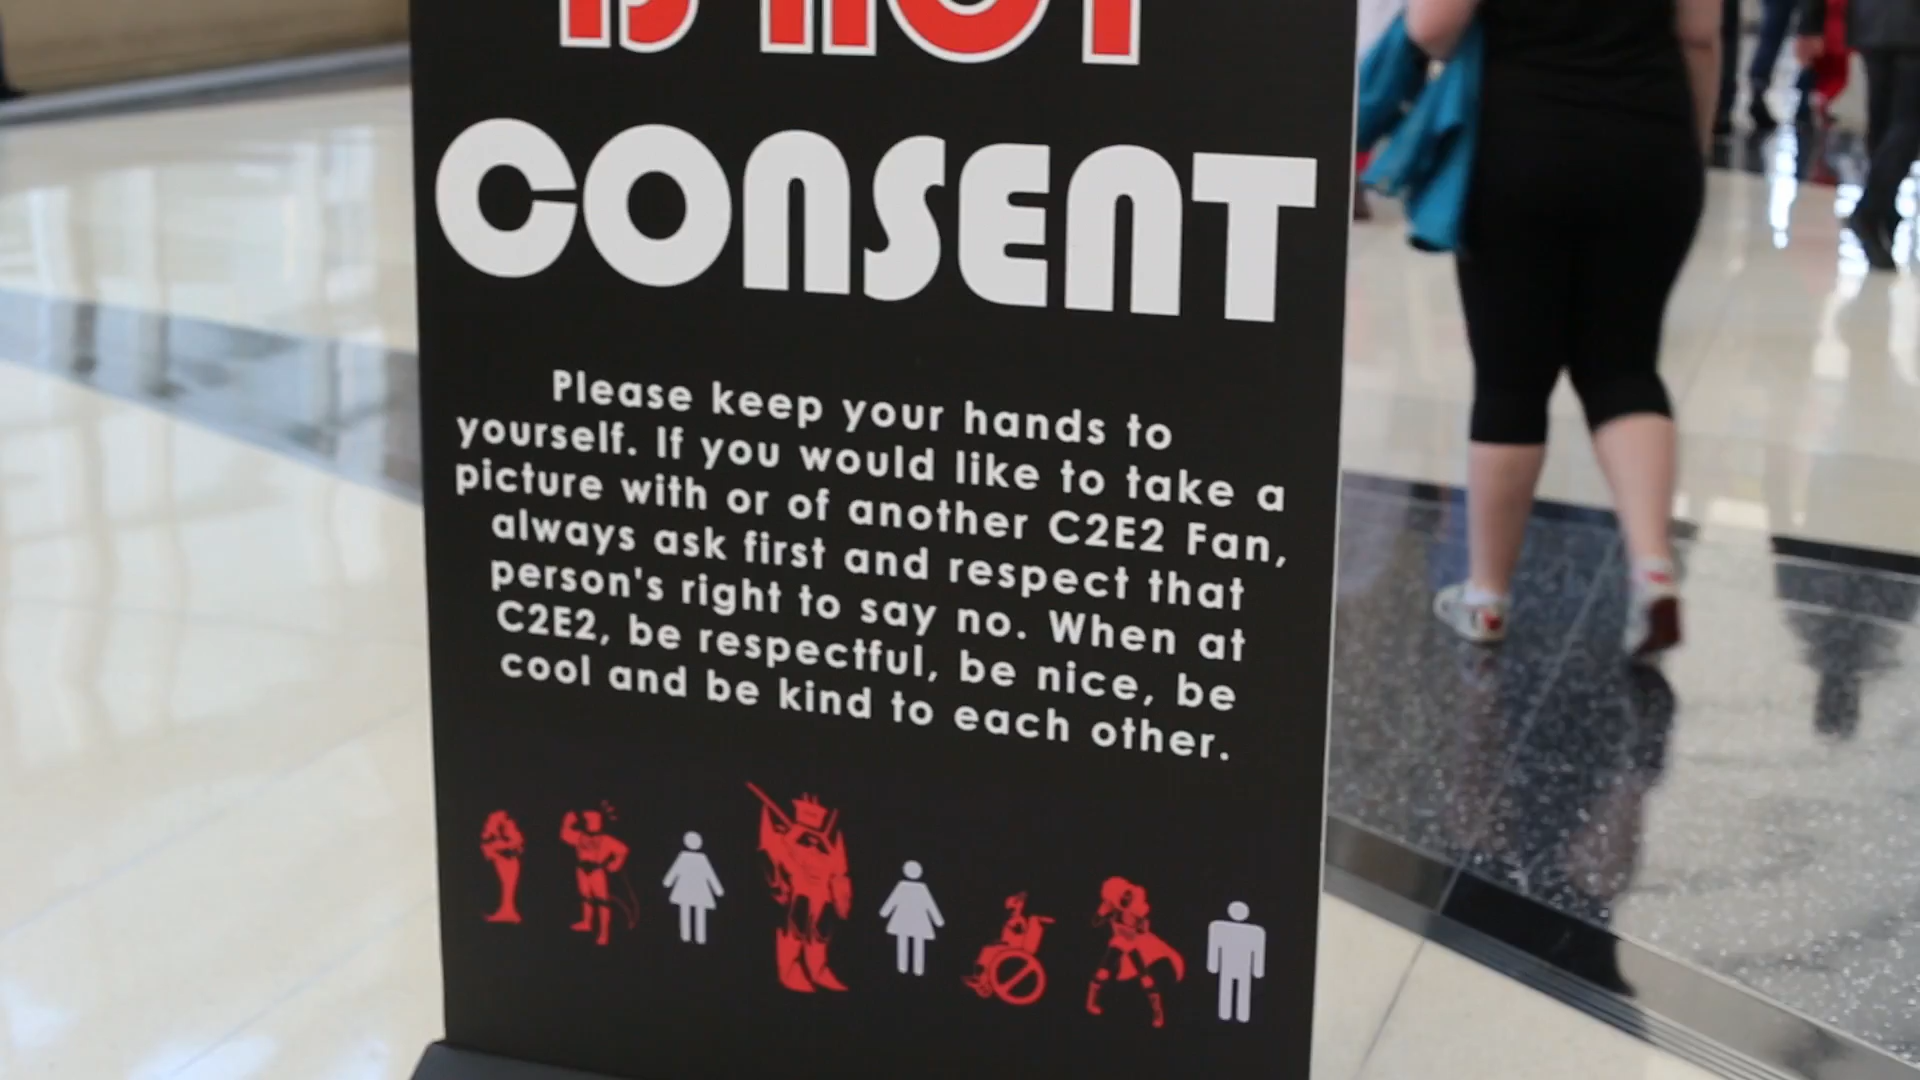 IS NOT
CONSENT
Please keep your hands to
yourself. If you would like to take a
picture with or of another C2E2 Fan,
always ask first and respect that
person's right to say no. When at
C2E2, be respectful, be nice, be
cool and be kind to each other.